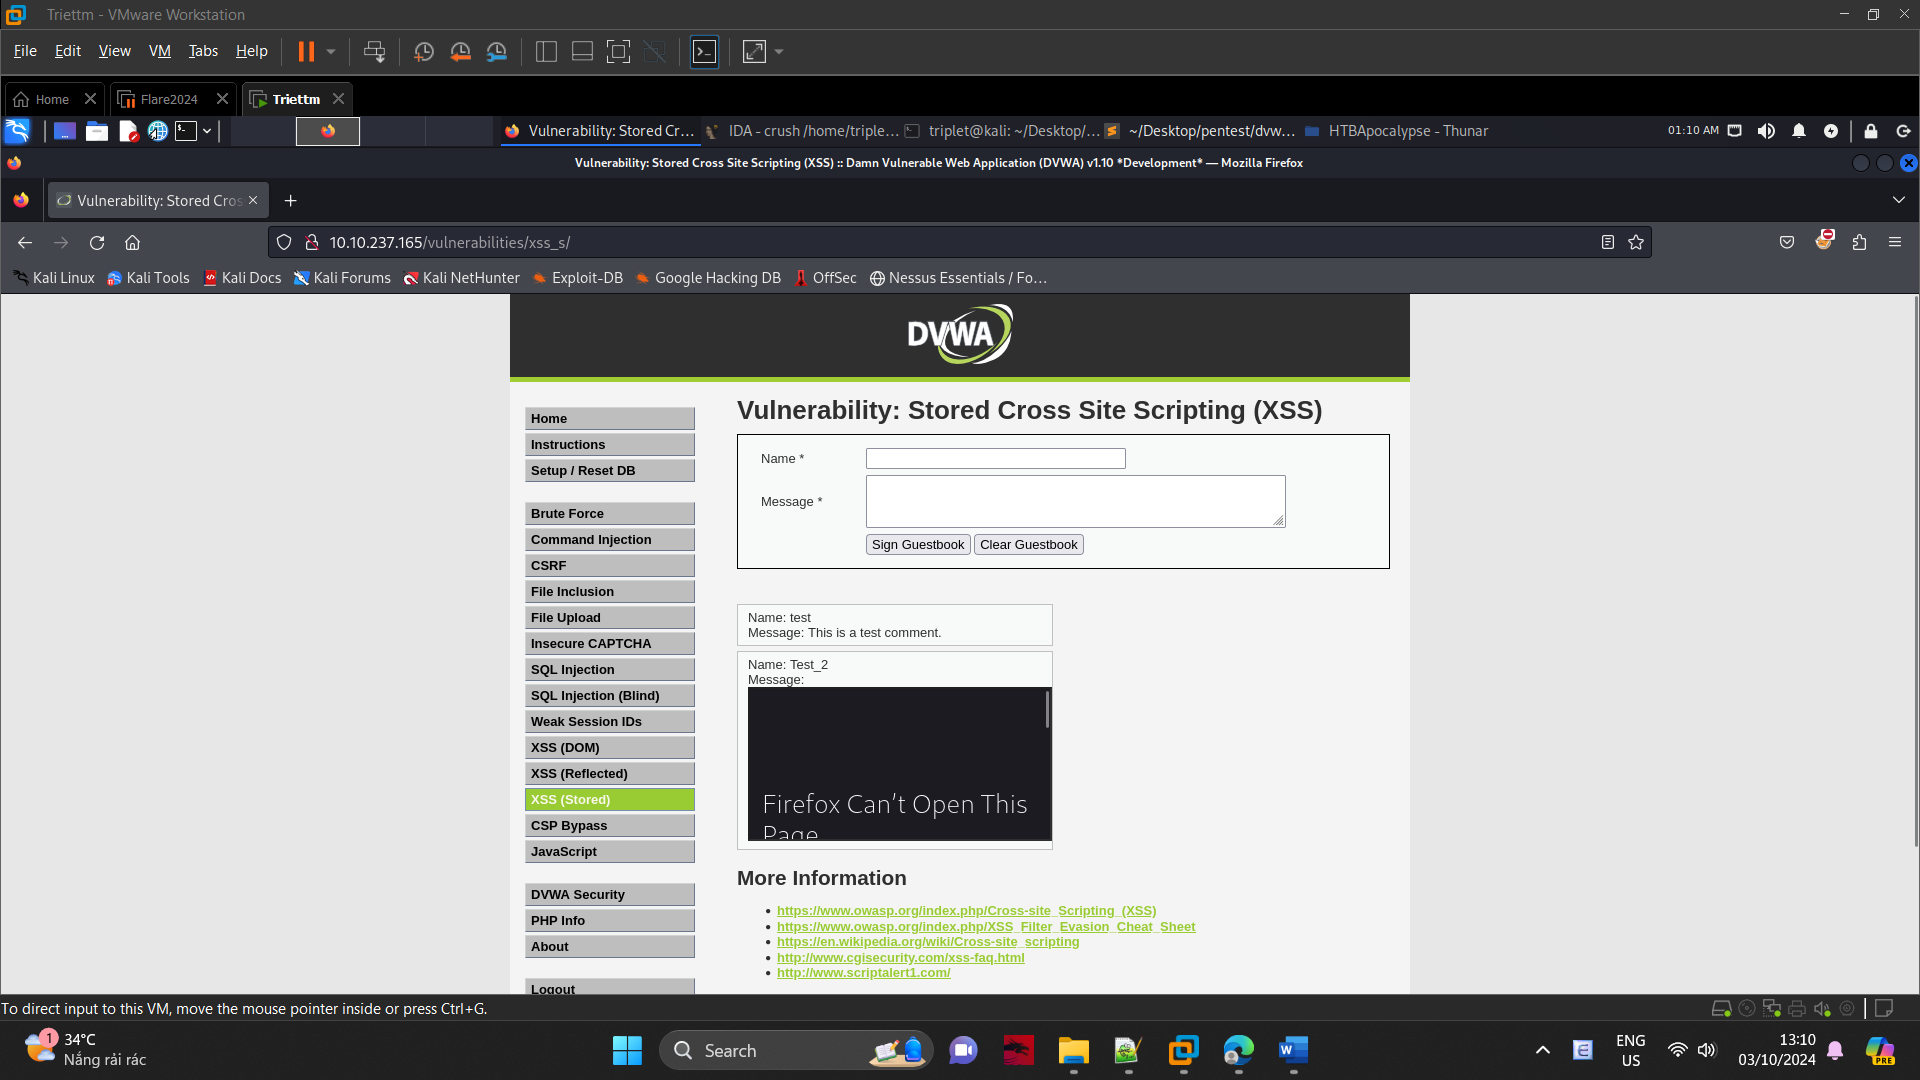 Triettm - VMware Workstation
File Edit View VM Tabs Help
Home Flare2024 Triettm
Vulnerability: Stored Cr... IDA - crush /home/triple... triplet@kali: ~/Desktop/... ~/Desktop/pentest/dvw... HTBApocalypse - Thunar 01:10 AM
Vulnerability: Stored Cross Site Scripting (XSS) :: Damn Vulnerable Web Application (DVWA) v1.10 *Development* — Mozilla Firefox
Vulnerability: Stored Cros
10.10.237.165/vulnerabilities/xss_s/
Kali Linux Kali Tools Kali Docs Kali Forums Kali NetHunter Exploit-DB Google Hacking DB OffSec Nessus Essentials / Fo...
DVWA
Vulnerability: Stored Cross Site Scripting (XSS)
Home
Instructions
Setup / Reset DB
Brute Force
Command Injection
CSRF
File Inclusion
File Upload
Insecure CAPTCHA
SQL Injection
SQL Injection (Blind)
Weak Session IDs
XSS (DOM)
XSS (Reflected)
XSS (Stored)
CSP Bypass
JavaScript
DVWA Security
PHP Info
About
Logout
Name *
Message *
Sign Guestbook Clear Guestbook
Name: test
Message: This is a test comment.
Name: Test_2
Message:
Firefox Can't Open This
Page
More Information
https://www.owasp.org/index.php/Cross-site_Scripting_(XSS)
https://www.owasp.org/index.php/XSS_Filter_Evasion_Cheat_Sheet
https://en.wikipedia.org/wiki/Cross-site_scripting
http://www.cgisecurity.com/xss-faq.html
http://www.scriptalert1.com/
To direct input to this VM, move the mouse pointer inside or press Ctrl+G.
1
34°C
Nắng rải rác
Search
ENG
US
13:10
03/10/2024
PRE